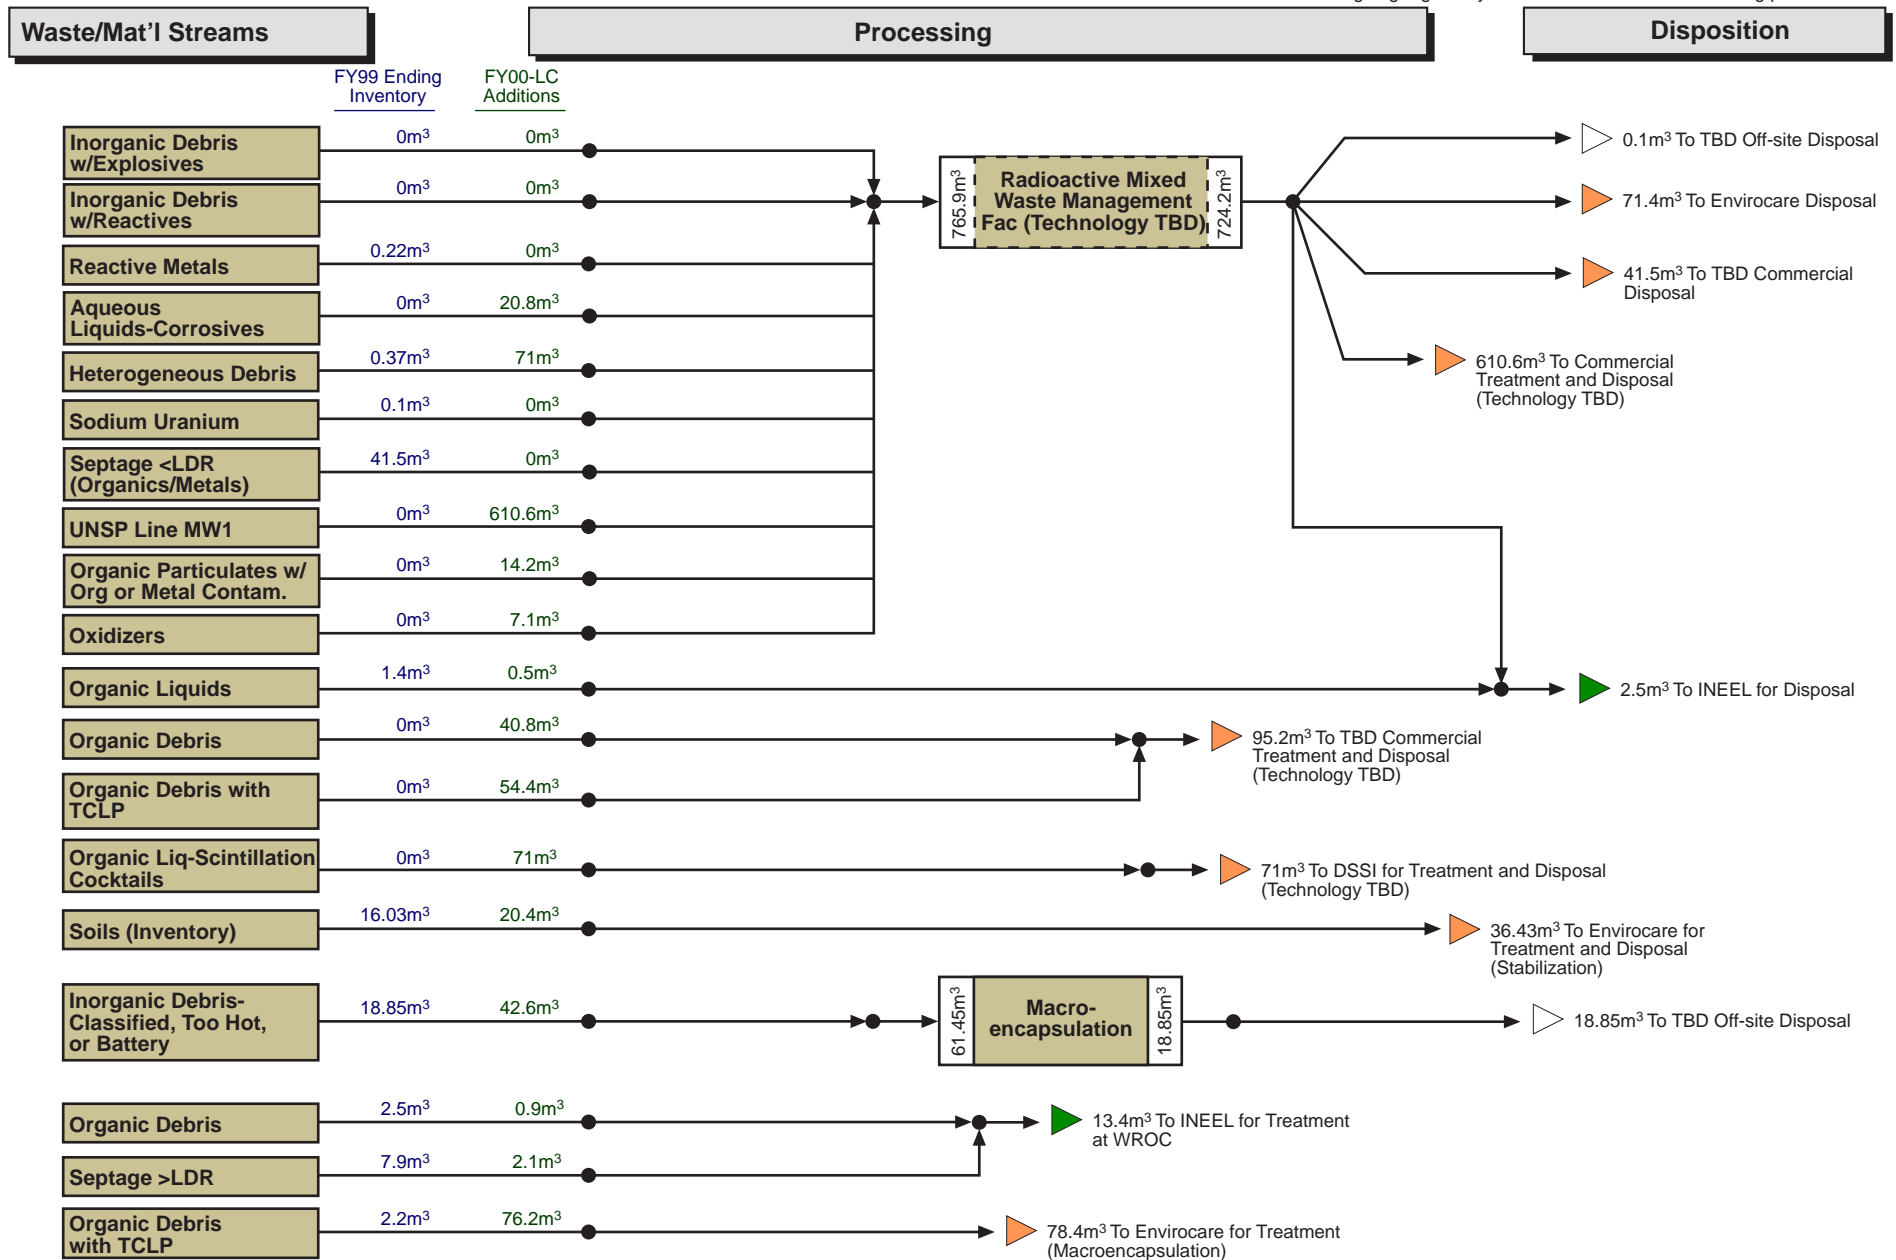 Waste/Mat'l Streams
Processing
Disposition
FY99 Ending
Inventory
FY00-LC
Additions
Inorganic Debris
w/Explosives
0m³
0m³
Inorganic Debris
w/Reactives
0m³
0m³
Reactive Metals
0.22m³
0m³
Aqueous
Liquids-Corrosives
0m³
20.8m³
Heterogeneous Debris
0.37m³
71m³
Sodium Uranium
0.1m³
0m³
Septage <LDR
(Organics/Metals)
41.5m³
0m³
UNSP Line MW1
0m³
610.6m³
Organic Particulates w/
Org or Metal Contam.
0m³
14.2m³
Oxidizers
0m³
7.1m³
765.9m³
Radioactive Mixed
Waste Management
Fac (Technology TBD)
724.2m³
0.1m³ To TBD Off-site Disposal
71.4m³ To Envirocare Disposal
41.5m³ To TBD Commercial
Disposal
610.6m³ To Commercial
Treatment and Disposal
(Technology TBD)
Organic Liquids
1.4m³
0.5m³
2.5m³ To INEEL for Disposal
Organic Debris
0m³
40.8m³
95.2m³ To TBD Commercial
Treatment and Disposal
(Technology TBD)
Organic Debris with
TCLP
0m³
54.4m³
Organic Liq-Scintillation
Cocktails
0m³
71m³
71m³ To DSSI for Treatment and Disposal
(Technology TBD)
Soils (Inventory)
16.03m³
20.4m³
36.43m³ To Envirocare for
Treatment and Disposal
(Stabilization)
Inorganic Debris-
Classified, Too Hot,
or Battery
18.85m³
42.6m³
61.45m³
Macro-
encapsulation
18.85m³
18.85m³ To TBD Off-site Disposal
Organic Debris
2.5m³
0.9m³
13.4m³ To INEEL for Treatment
at WROC
Septage >LDR
7.9m³
2.1m³
Organic Debris
with TCLP
2.2m³
76.2m³
78.4m³ To Envirocare for Treatment
(Macroencapsulation)